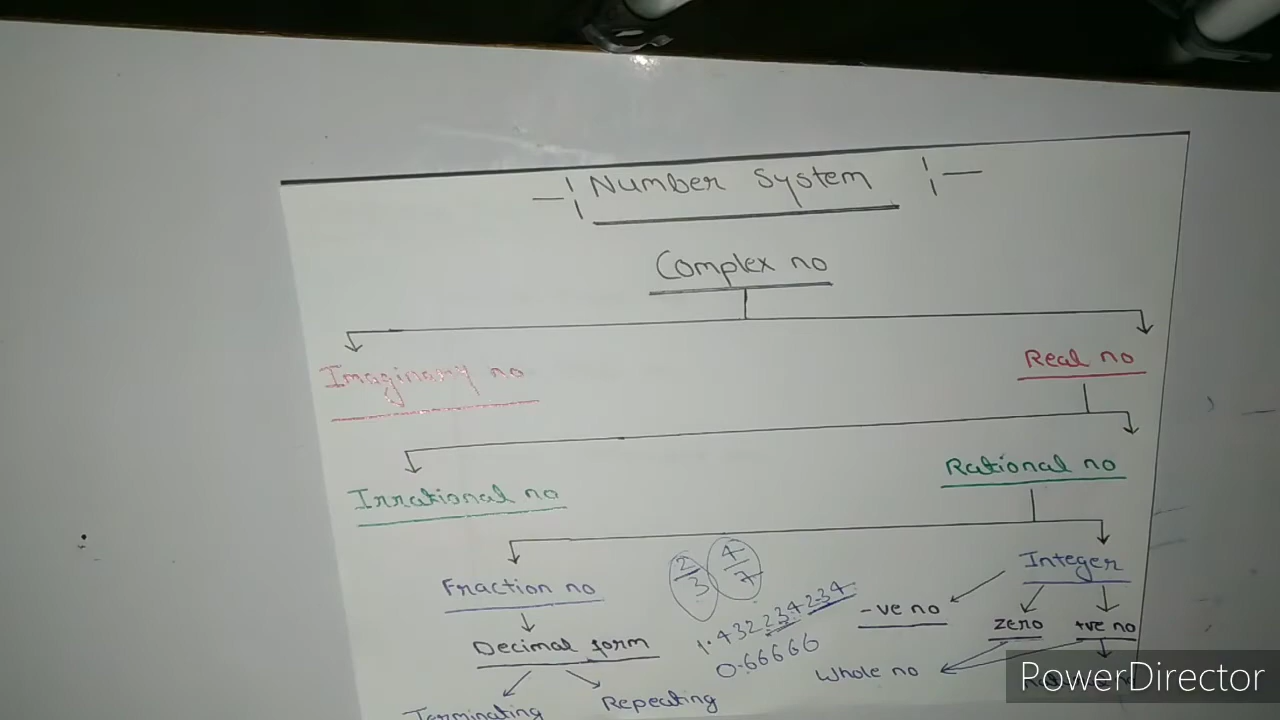 Number System
Complex no
Imaginary no
Real no
Irrational no
Rational no
Fraction no
2/3
4/7
Integer
Decimal form
1.432234234
0.66666
-ve no
zero
+ve no
Whole no
Terminating
Repeating
PowerDirector